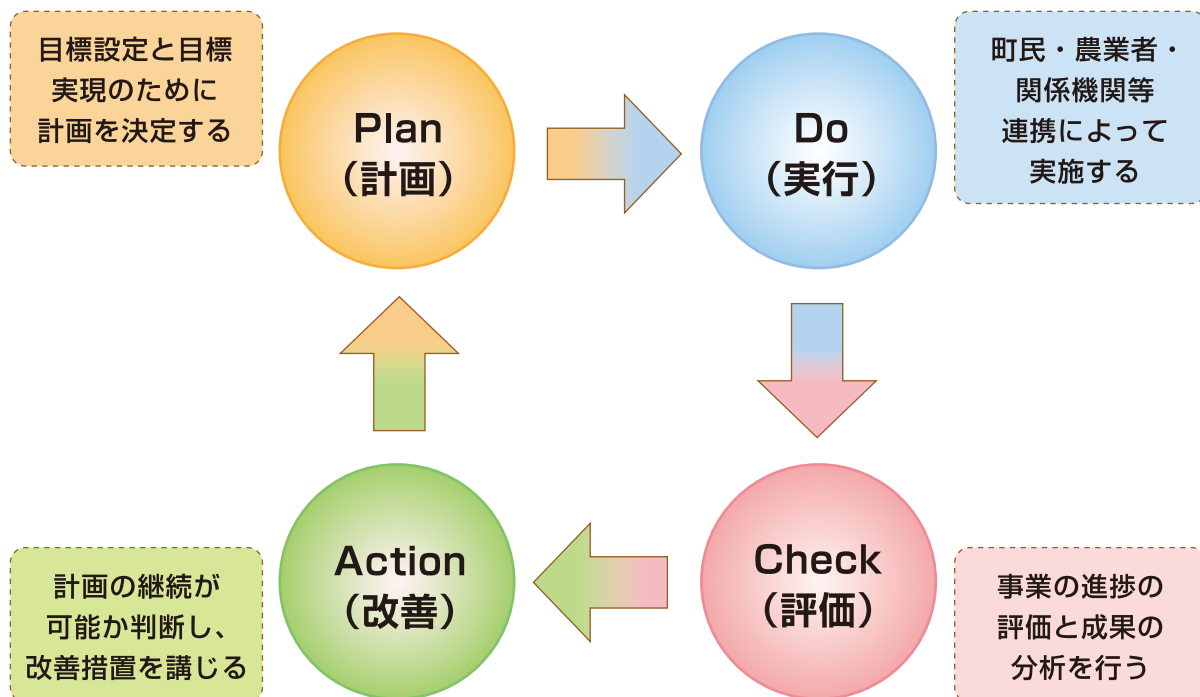 目標設定と目標
実現のために
計画を決定する
Plan
（計画）
Do
（実行）
町民・農業者・
関係機関等
連携によって
実施する
計画の継続が
可能か判断し、
改善措置を講じる
Action
（改善）
Check
（評価）
事業の進捗の
評価と成果の
分析を行う